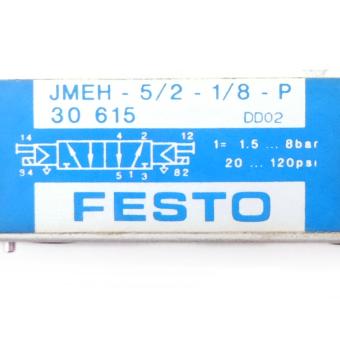 JMEH - 5/2 - 1/8 - P
30 615 DD02
14 4 2 12
1= 1.5 ... 8bar
84 5 1 3 82
20 ... 120psi
FESTO